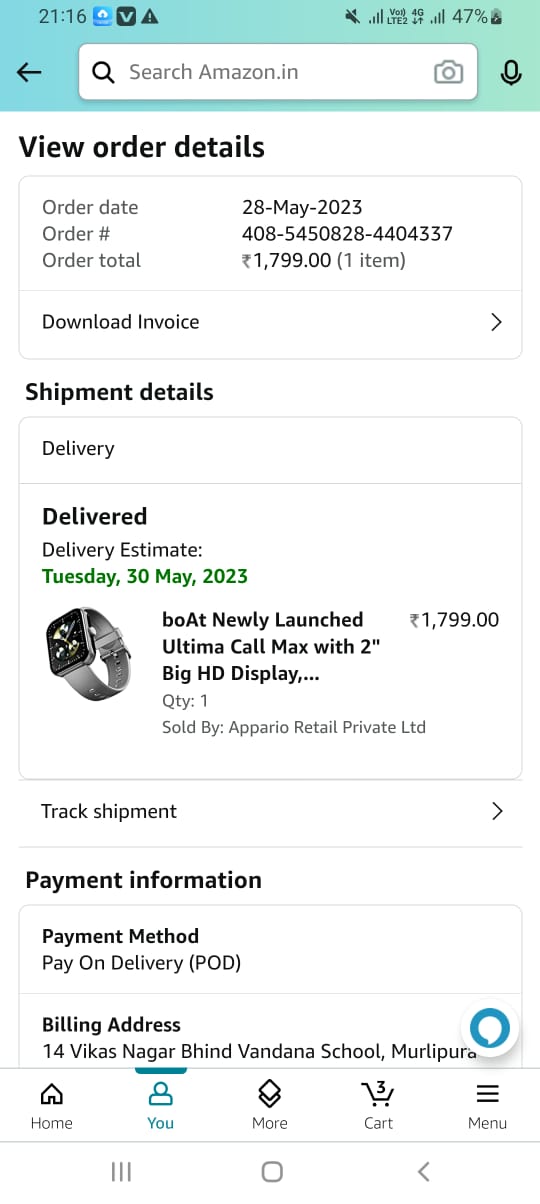 21:16 Vo)) 4G LTE2 47%
Search Amazon.in
View order details
Order date 28-May-2023
Order # 408-5450828-4404337
Order total ₹1,799.00 (1 item)
Download Invoice
Shipment details
Delivery
Delivered
Delivery Estimate:
Tuesday, 30 May, 2023
boAt Newly Launched ₹1,799.00
Ultima Call Max with 2"
Big HD Display,...
Qty: 1
Sold By: Appario Retail Private Ltd
Track shipment
Payment information
Payment Method
Pay On Delivery (POD)
Billing Address
14 Vikas Nagar Bhind Vandana School, Murlipura
3
Home You More Cart Menu